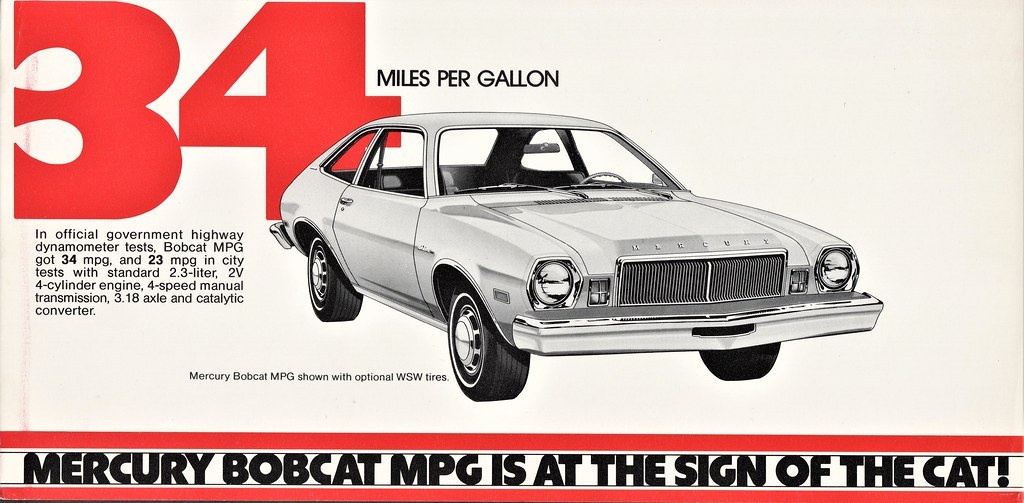 34
MILES PER GALLON
In official government highway
dynamometer tests, Bobcat MPG
got 34 mpg, and 23 mpg in city
tests with standard 2.3-liter, 2V
4-cylinder engine, 4-speed manual
transmission, 3.18 axle and catalytic
converter.
MERCURY
Mercury Bobcat MPG shown with optional WSW tires.
MERCURY BOBCAT MPG IS AT THE SIGN OF THE CAT!